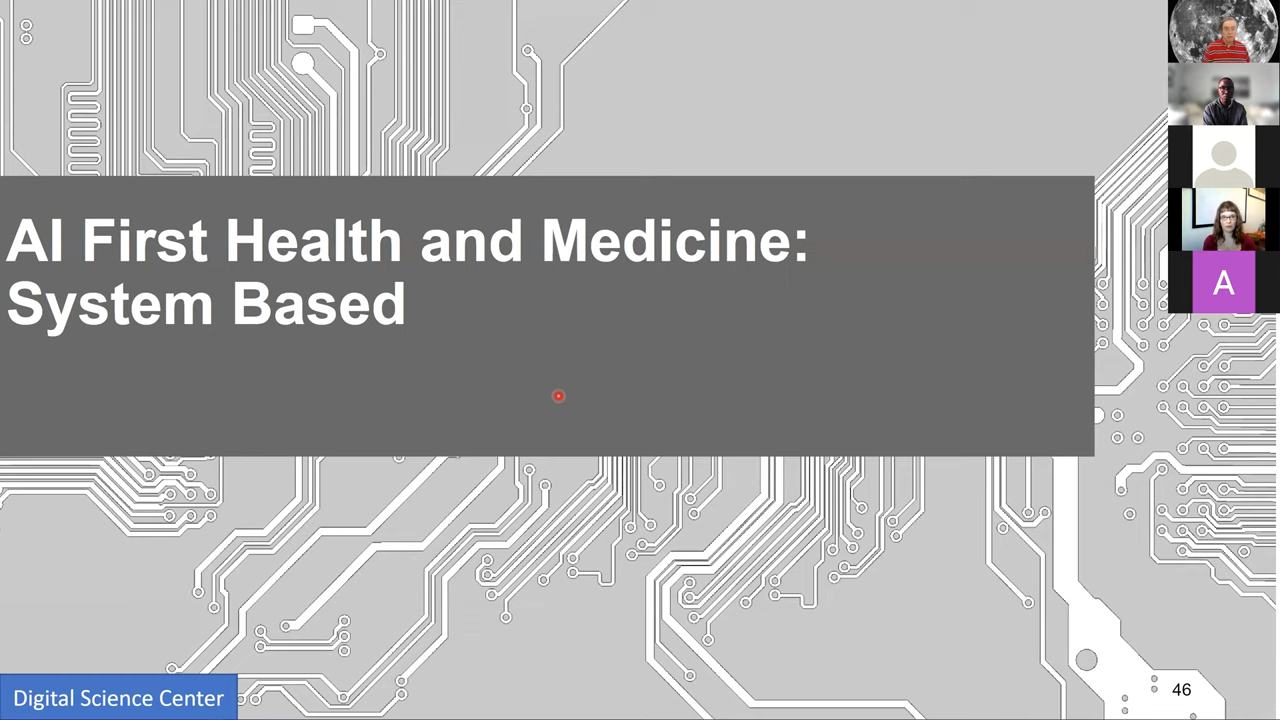 AI First Health and Medicine:
System Based
A
Digital Science Center
46